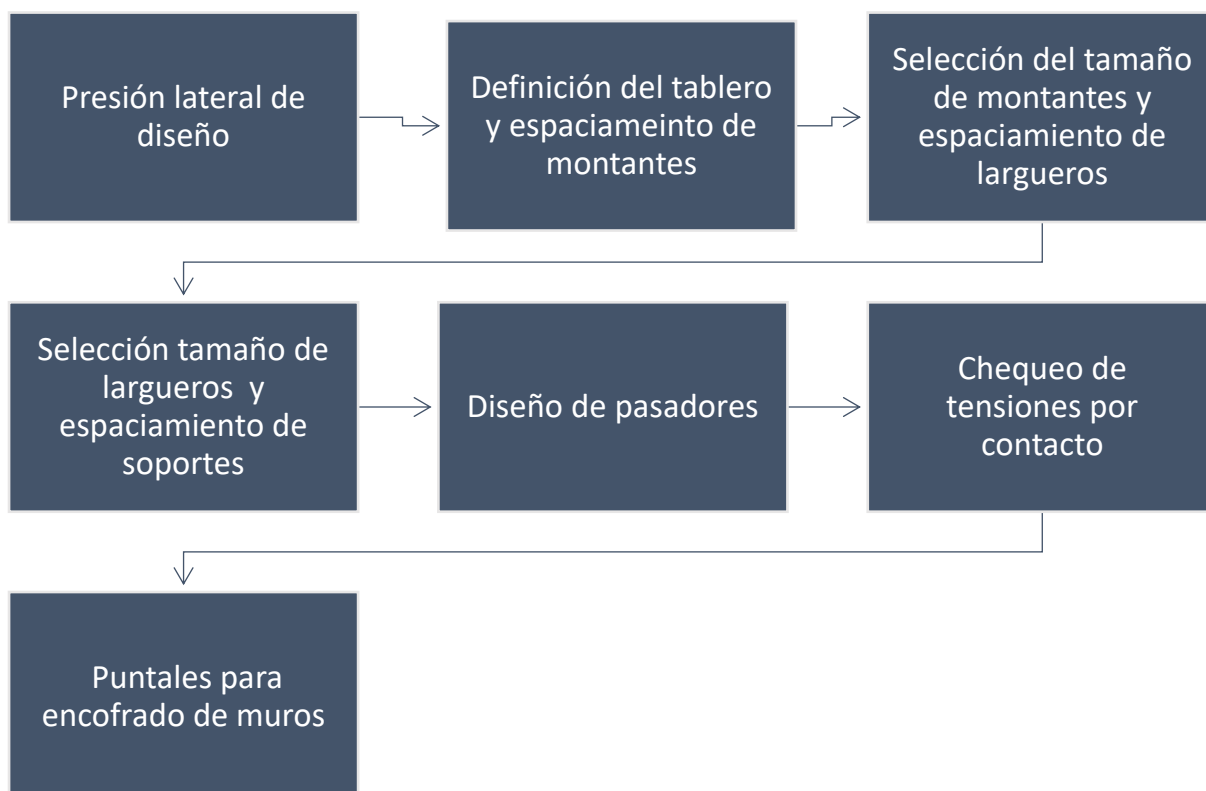 Presión lateral de
diseño
Definición del tablero
y espaciameinto de
montantes
Selección del tamaño
de montantes y
espaciamiento de
largueros
Selección tamaño de
largueros y
espaciamiento de
soportes
Diseño de pasadores
Chequeo de
tensiones por
contacto
Puntales para
encofrado de muros